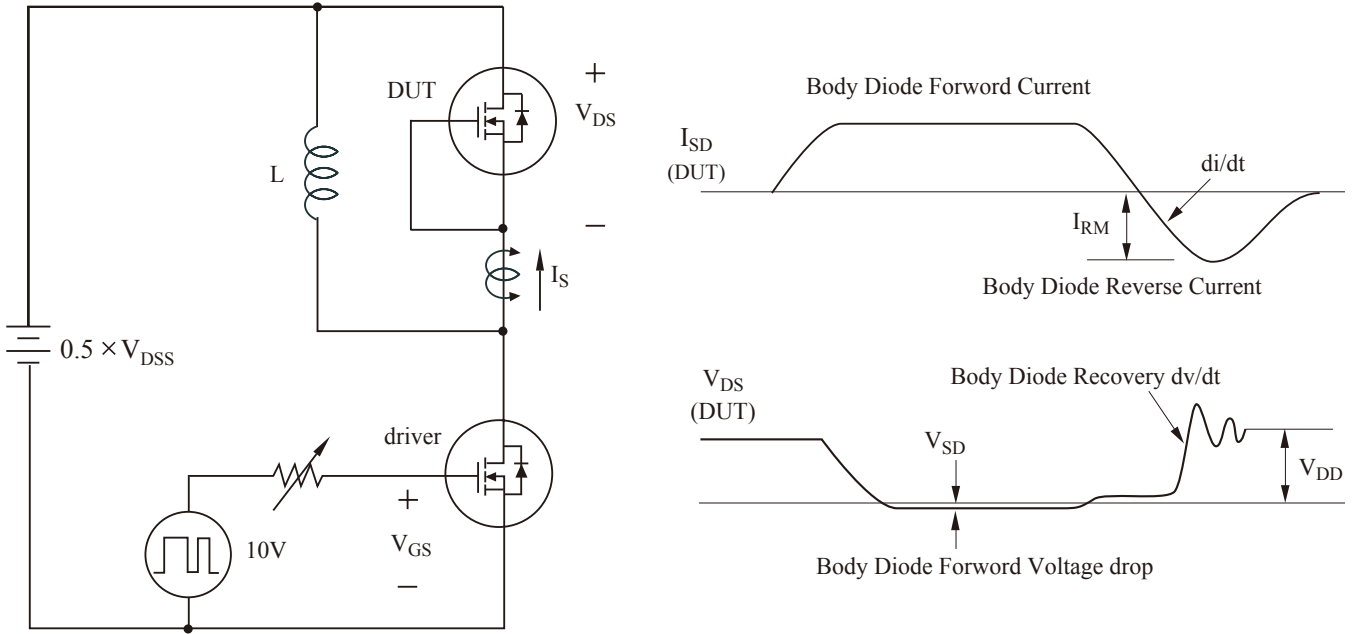 DUT
+
V_DS
−
L
I_S
0.5 × V_DSS
driver
+
V_GS
−
10V
Body Diode Forword Current
I_SD
(DUT)
di/dt
I_RM
Body Diode Reverse Current
V_DS
(DUT)
Body Diode Recovery dv/dt
V_SD
V_DD
Body Diode Forword Voltage drop